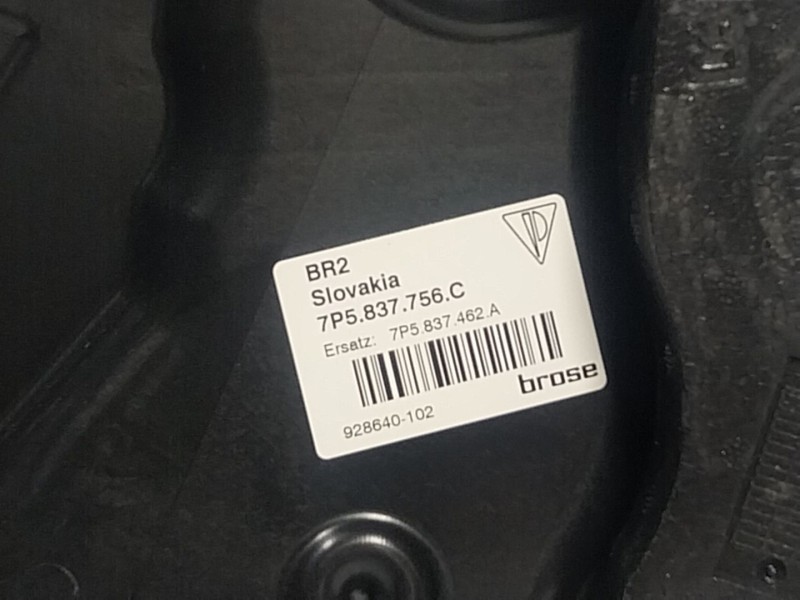 BR2
Slovakia
7P5.837.756.C
Ersatz: 7P5.837.462.A
brose
928640-102